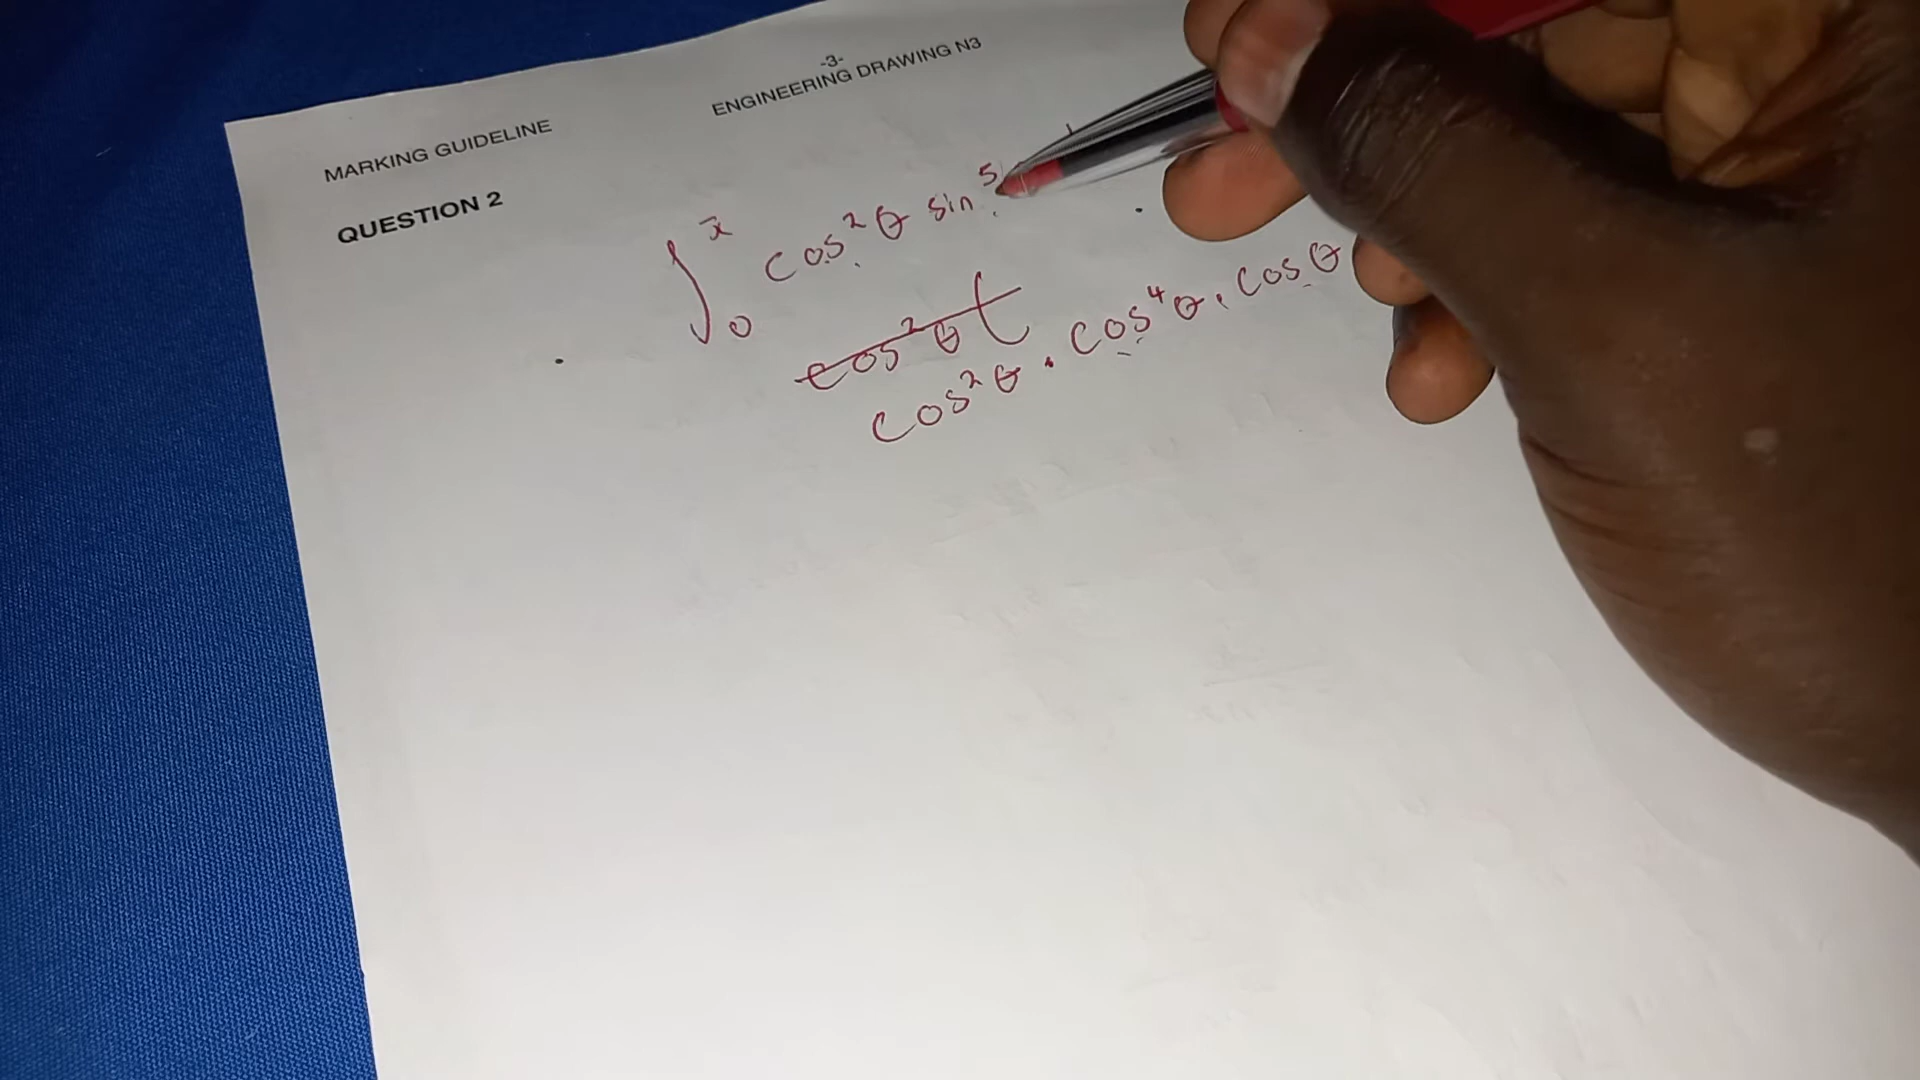 -3-
MARKING GUIDELINE ENGINEERING DRAWING N3
QUESTION 2
∫₀^π cos²θ sin⁵
cos²θ (
cos²θ . cos⁴θ . cosθ